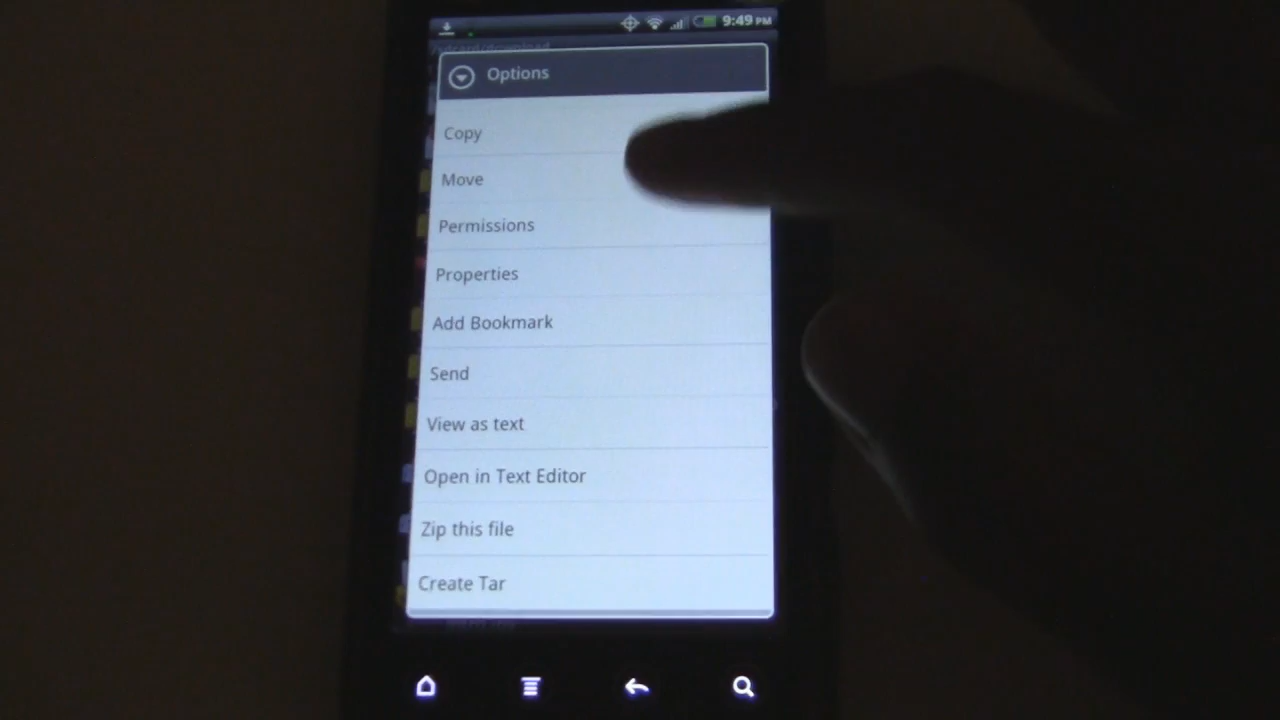 9:49 PM
Options
Copy
Move
Permissions
Properties
Add Bookmark
Send
View as text
Open in Text Editor
Zip this file
Create Tar